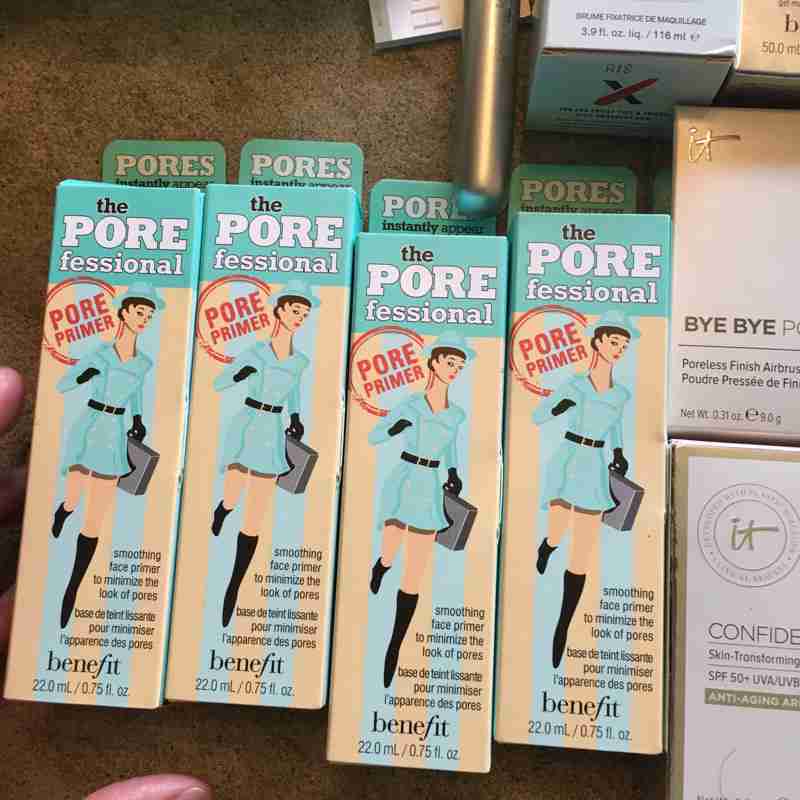 BRUME FIXATRICE DE MAQUILLAGE
3.9 fl. oz. liq. / 116 ml e
50.0 m
PORES
instantly appear
the
PORE
fessional
PORE
PRIMER
smoothing
face primer
to minimize the
look of pores
base de teint lissante
pour minimiser
l'apparence des pores
benefit
22.0 mL / 0.75 fl. oz.
PORES
instantly appear
the
PORE
fessional
PORE
PRIMER
smoothing
face primer
to minimize the
look of pores
base de teint lissante
pour minimiser
l'apparence des pores
benefit
22.0 mL / 0.75 fl. oz.
instantly appear
the
PORE
fessional
PORE
PRIMER
smoothing
face primer
to minimize the
look of pores
base de teint lissante
pour minimiser
l'apparence des pores
benefit
22.0 mL / 0.75 fl. oz.
PORES
instantly appear
the
PORE
fessional
PORE
PRIMER
smoothing
face primer
to minimize the
look of pores
base de teint lissante
pour minimiser
l'apparence des pores
benefit
22.0 mL / 0.75 fl. oz.
it
BYE BYE PO
Poreless Finish Airbrus
Poudre Pressée de Fini
Net Wt. 0.31 oz. e 9.0 g
it
CONFIDE
Skin-Transforming
SPF 50+ UVA/UVB
ANTI-AGING AR